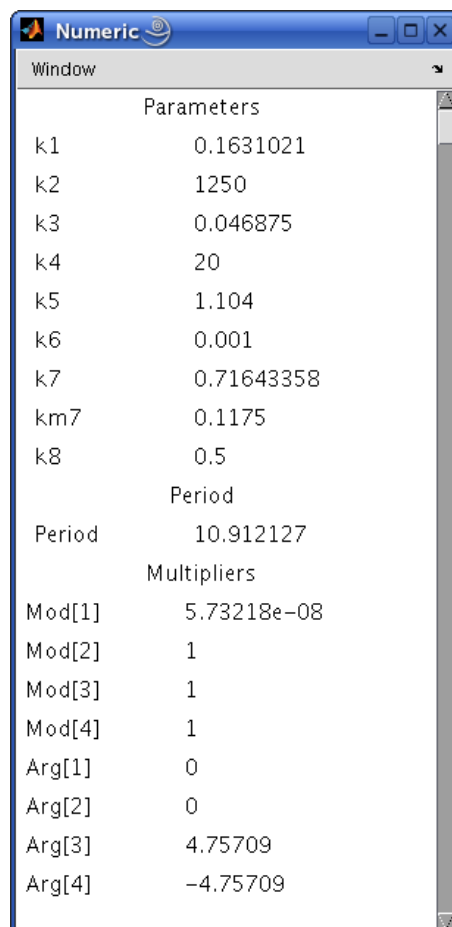 Numeric
Window
Parameters
k1 0.1631021
k2 1250
k3 0.046875
k4 20
k5 1.104
k6 0.001
k7 0.71643358
km7 0.1175
k8 0.5
Period
Period 10.912127
Multipliers
Mod[1] 5.73218e-08
Mod[2] 1
Mod[3] 1
Mod[4] 1
Arg[1] 0
Arg[2] 0
Arg[3] 4.75709
Arg[4] -4.75709